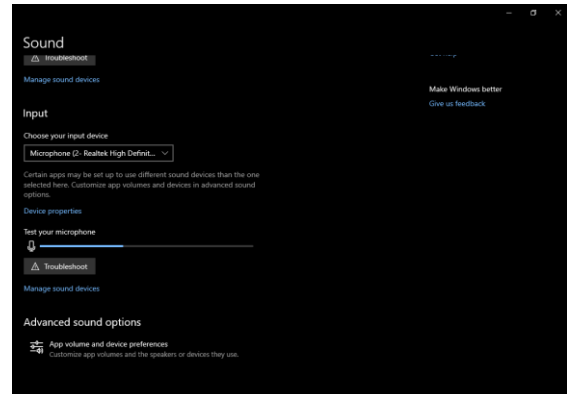 Sound
Troubleshoot
Manage sound devices
Make Windows better
Give us feedback
Input
Choose your input device
Microphone (2- Realtek High Definit...
Certain apps may be set up to use different sound devices than the one
selected here. Customize app volumes and devices in advanced sound
options.
Device properties
Test your microphone
Troubleshoot
Manage sound devices
Advanced sound options
App volume and device preferences
Customize app volumes and the speakers or devices they use.